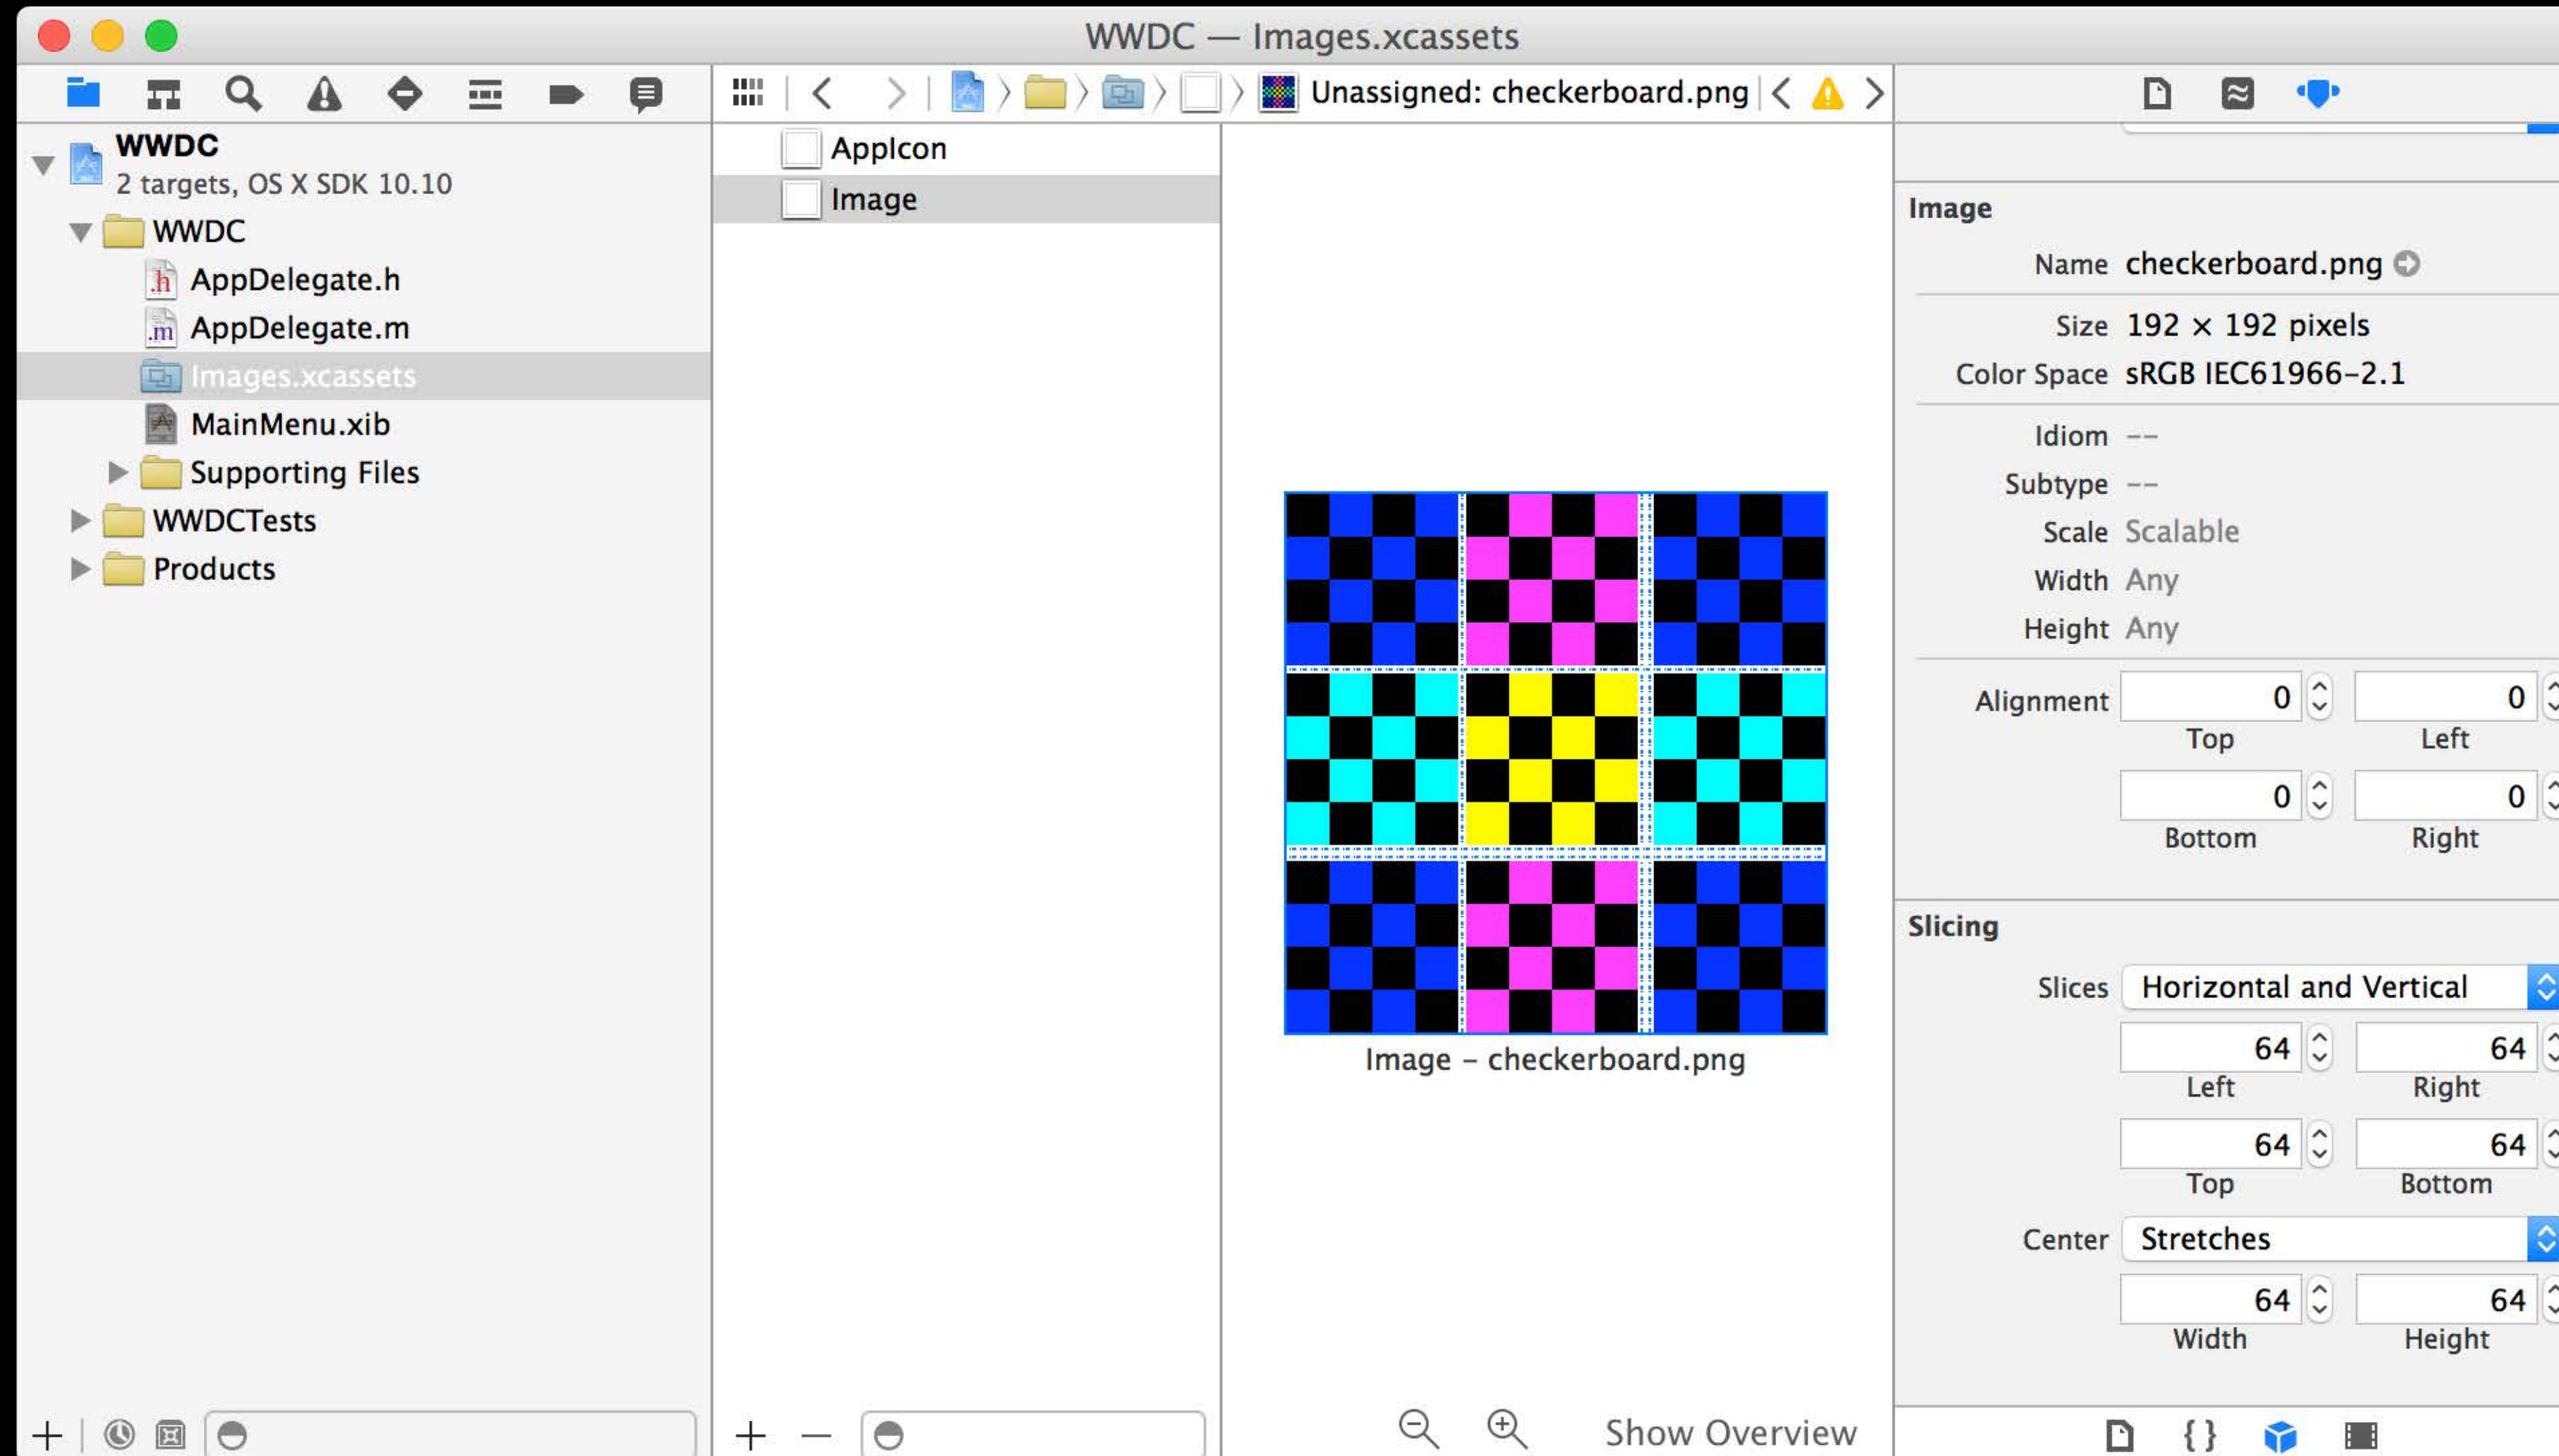 WWDC — Images.xcassets
Unassigned: checkerboard.png
WWDC
2 targets, OS X SDK 10.10
WWDC
AppDelegate.h
AppDelegate.m
Images.xcassets
MainMenu.xib
Supporting Files
WWDCTests
Products
AppIcon
Image
Image – checkerboard.png
Show Overview
Image
Name checkerboard.png
Size 192 × 192 pixels
Color Space sRGB IEC61966-2.1
Idiom --
Subtype --
Scale Scalable
Width Any
Height Any
Alignment 0 0
Top Left
0 0
Bottom Right
Slicing
Slices Horizontal and Vertical
64 64
Left Right
64 64
Top Bottom
Center Stretches
64 64
Width Height